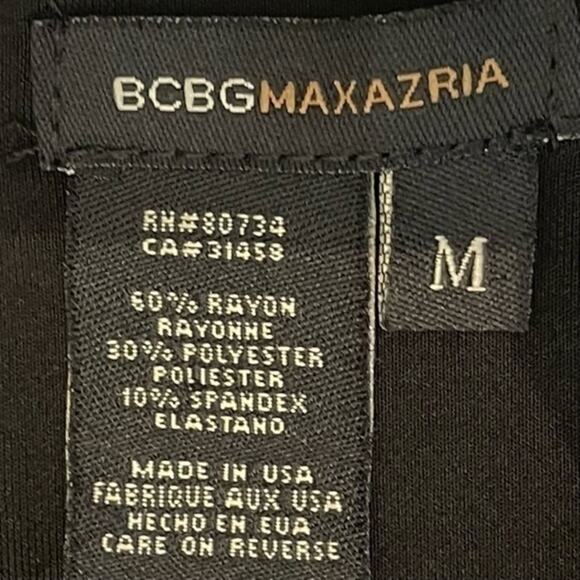 BCBGMAXAZRIA
RN#80734
CA#31458
M
60% RAYON
RAYONNE
30% POLYESTER
POLIESTER
10% SPANDEX
ELASTANO
MADE IN USA
FABRIQUE AUX USA
HECHO EN EUA
CARE ON REVERSE